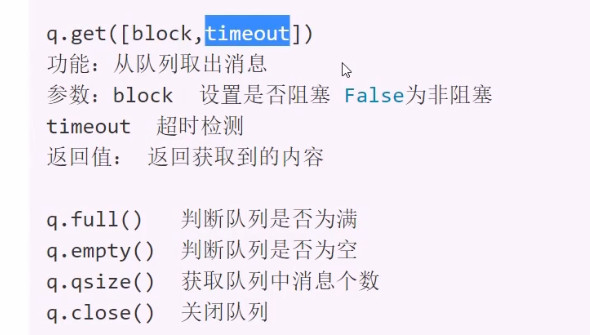 q.get([block,timeout])
功能：从队列取出消息
参数：block  设置是否阻塞 False为非阻塞
timeout  超时检测
返回值： 返回获取到的内容
q.full()  判断队列是否为满
q.empty()  判断队列是否为空
q.qsize()  获取队列中消息个数
q.close()  关闭队列